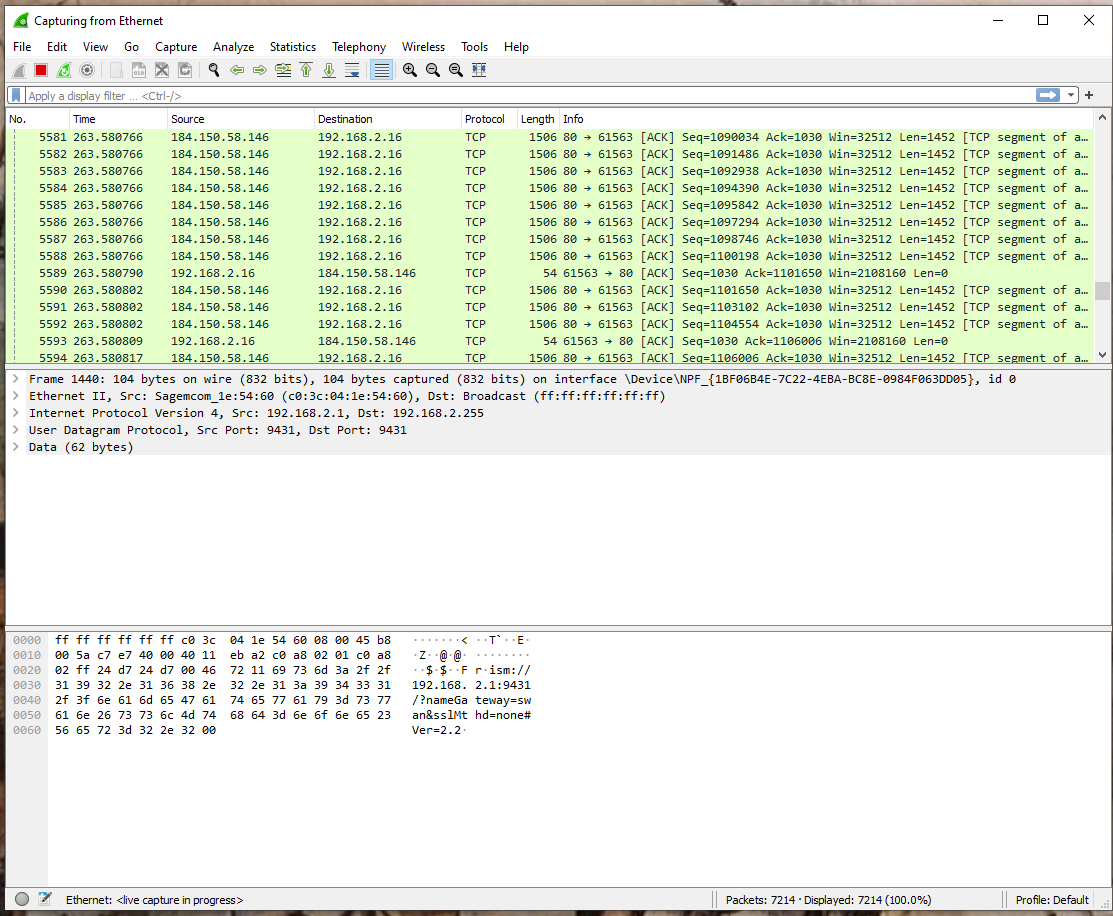 Capturing from Ethernet
File Edit View Go Capture Analyze Statistics Telephony Wireless Tools Help
Apply a display filter ... <Ctrl-/>
No. Time Source Destination Protocol Length Info
5581 263.580766 184.150.58.146 192.168.2.16 TCP 1506 80 → 61563 [ACK] Seq=1090034 Ack=1030 Win=32512 Len=1452 [TCP segment of a…
5582 263.580766 184.150.58.146 192.168.2.16 TCP 1506 80 → 61563 [ACK] Seq=1091486 Ack=1030 Win=32512 Len=1452 [TCP segment of a…
5583 263.580766 184.150.58.146 192.168.2.16 TCP 1506 80 → 61563 [ACK] Seq=1092938 Ack=1030 Win=32512 Len=1452 [TCP segment of a…
5584 263.580766 184.150.58.146 192.168.2.16 TCP 1506 80 → 61563 [ACK] Seq=1094390 Ack=1030 Win=32512 Len=1452 [TCP segment of a…
5585 263.580766 184.150.58.146 192.168.2.16 TCP 1506 80 → 61563 [ACK] Seq=1095842 Ack=1030 Win=32512 Len=1452 [TCP segment of a…
5586 263.580766 184.150.58.146 192.168.2.16 TCP 1506 80 → 61563 [ACK] Seq=1097294 Ack=1030 Win=32512 Len=1452 [TCP segment of a…
5587 263.580766 184.150.58.146 192.168.2.16 TCP 1506 80 → 61563 [ACK] Seq=1098746 Ack=1030 Win=32512 Len=1452 [TCP segment of a…
5588 263.580766 184.150.58.146 192.168.2.16 TCP 1506 80 → 61563 [ACK] Seq=1100198 Ack=1030 Win=32512 Len=1452 [TCP segment of a…
5589 263.580790 192.168.2.16 184.150.58.146 TCP 54 61563 → 80 [ACK] Seq=1030 Ack=1101650 Win=2108160 Len=0
5590 263.580802 184.150.58.146 192.168.2.16 TCP 1506 80 → 61563 [ACK] Seq=1101650 Ack=1030 Win=32512 Len=1452 [TCP segment of a…
5591 263.580802 184.150.58.146 192.168.2.16 TCP 1506 80 → 61563 [ACK] Seq=1103102 Ack=1030 Win=32512 Len=1452 [TCP segment of a…
5592 263.580802 184.150.58.146 192.168.2.16 TCP 1506 80 → 61563 [ACK] Seq=1104554 Ack=1030 Win=32512 Len=1452 [TCP segment of a…
5593 263.580809 192.168.2.16 184.150.58.146 TCP 54 61563 → 80 [ACK] Seq=1030 Ack=1106006 Win=2108160 Len=0
5594 263.580817 184.150.58.146 192.168.2.16 TCP 1506 80 → 61563 [ACK] Seq=1106006 Ack=1030 Win=32512 Len=1452 [TCP segment of a…
Frame 1440: 104 bytes on wire (832 bits), 104 bytes captured (832 bits) on interface \Device\NPF_{1BF06B4E-7C22-4EBA-BC8E-0984F063DD05}, id 0
Ethernet II, Src: Sagemcom_1e:54:60 (c0:3c:04:1e:54:60), Dst: Broadcast (ff:ff:ff:ff:ff:ff)
Internet Protocol Version 4, Src: 192.168.2.1, Dst: 192.168.2.255
User Datagram Protocol, Src Port: 9431, Dst Port: 9431
Data (62 bytes)
0000 ff ff ff ff ff ff c0 3c 04 1e 54 60 08 00 45 b8 ·······< ··T`··E·
0010 00 5a c7 e7 40 00 40 11 eb a2 c0 a8 02 01 c0 a8 ·Z··@·@· ········
0020 02 ff 24 d7 24 d7 00 46 72 11 69 73 6d 3a 2f 2f ··$·$··F r·ism://
0030 31 39 32 2e 31 36 38 2e 32 2e 31 3a 39 34 33 31 192.168. 2.1:9431
0040 2f 3f 6e 61 6d 65 47 61 74 65 77 61 79 3d 73 77 /?nameGa teway=sw
0050 61 6e 26 73 73 6c 4d 74 68 64 3d 6e 6f 6e 65 23 an&sslMt hd=none#
0060 56 65 72 3d 32 2e 32 00 Ver=2.2·
Ethernet: <live capture in progress> Packets: 7214 · Displayed: 7214 (100.0%) Profile: Default